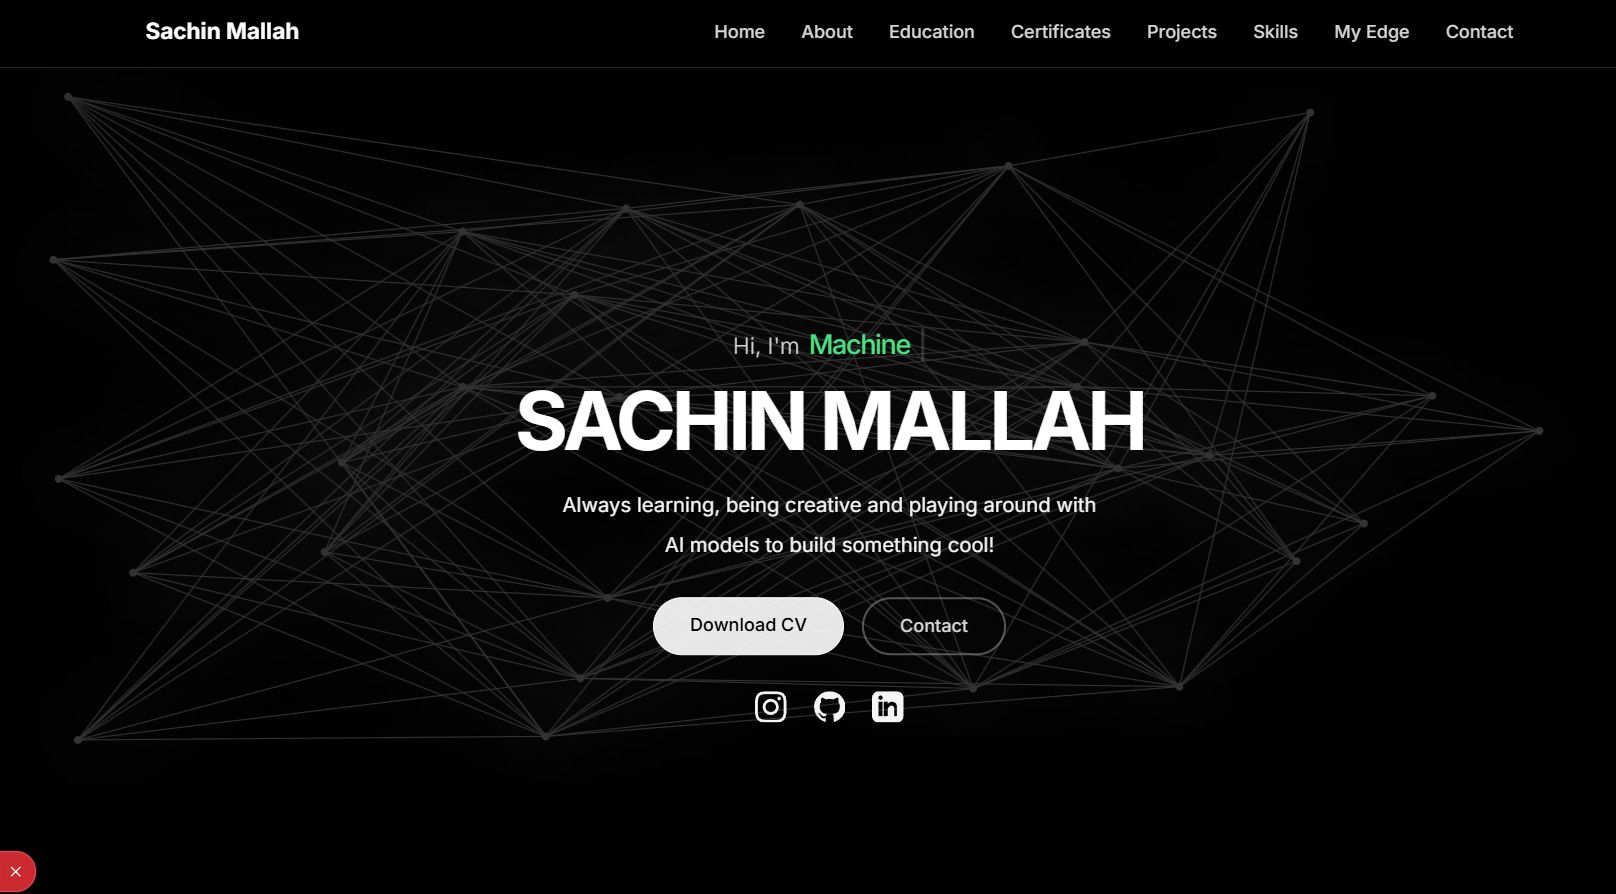 Sachin Mallah
Home About Education Certificates Projects Skills My Edge Contact
Hi, I'm Machine
SACHIN MALLAH
Always learning, being creative and playing around with
AI models to build something cool!
Download CV Contact